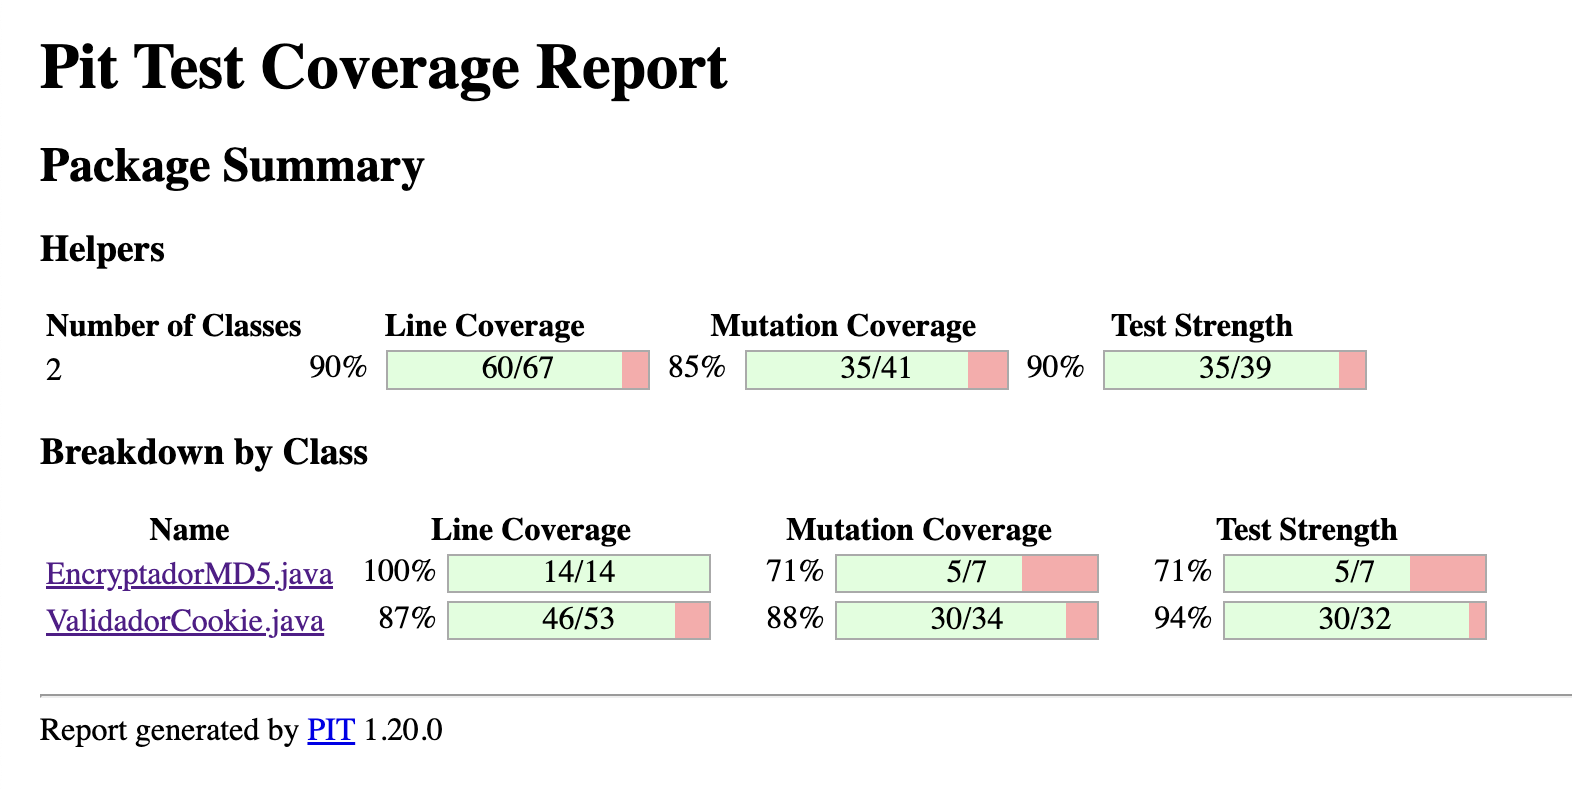 Pit Test Coverage Report
Package Summary
Helpers
Number of Classes Line Coverage Mutation Coverage Test Strength
2 90% 60/67 85% 35/41 90% 35/39
Breakdown by Class
Name Line Coverage Mutation Coverage Test Strength
EncryptadorMD5.java 100% 14/14 71% 5/7 71% 5/7
ValidadorCookie.java 87% 46/53 88% 30/34 94% 30/32
Report generated by PIT 1.20.0